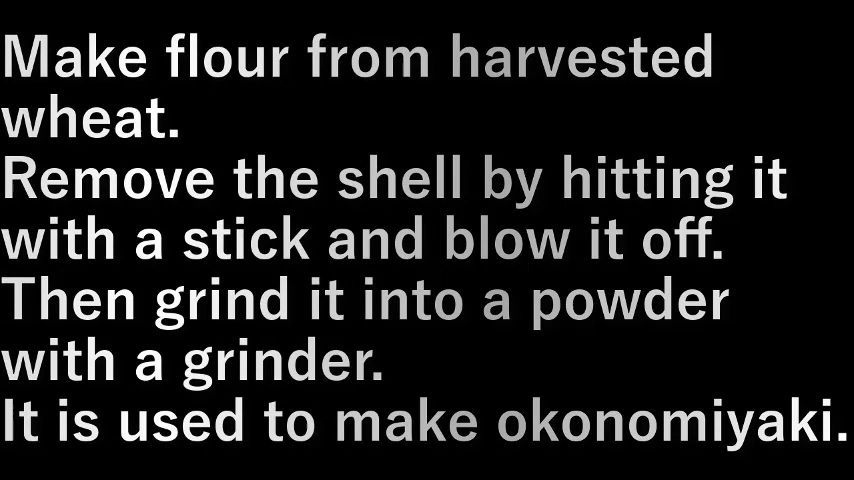 Make flour from harvested
wheat.
Remove the shell by hitting it
with a stick and blow it off.
Then grind it into a powder
with a grinder.
It is used to make okonomiyaki.